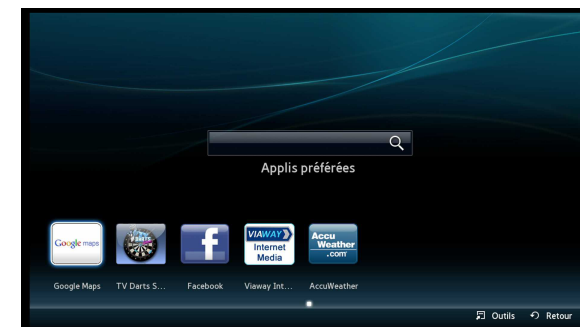 Applis préférées
Google maps
DARTS
VIAWAY
Internet
Media
Accu
Weather
.com
Google Maps TV Darts S... Facebook Viaway Int... AccuWeather
Outils Retour